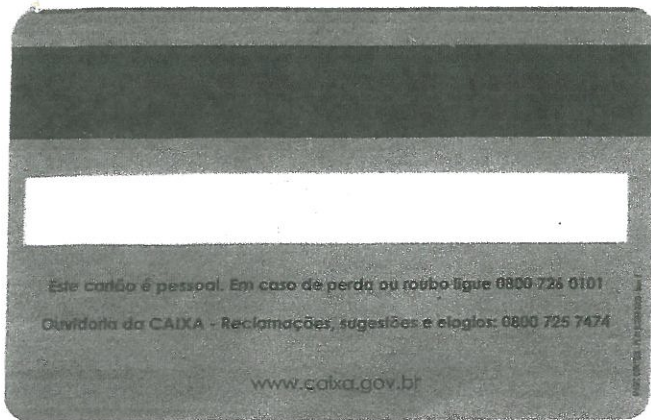 Este cartão é pessoal. Em caso de perda ou roubo ligue 0800 726 0101
Ouvidoria da CAIXA - Reclamações, sugestões e elogios: 0800 725 7474
www.caixa.gov.br